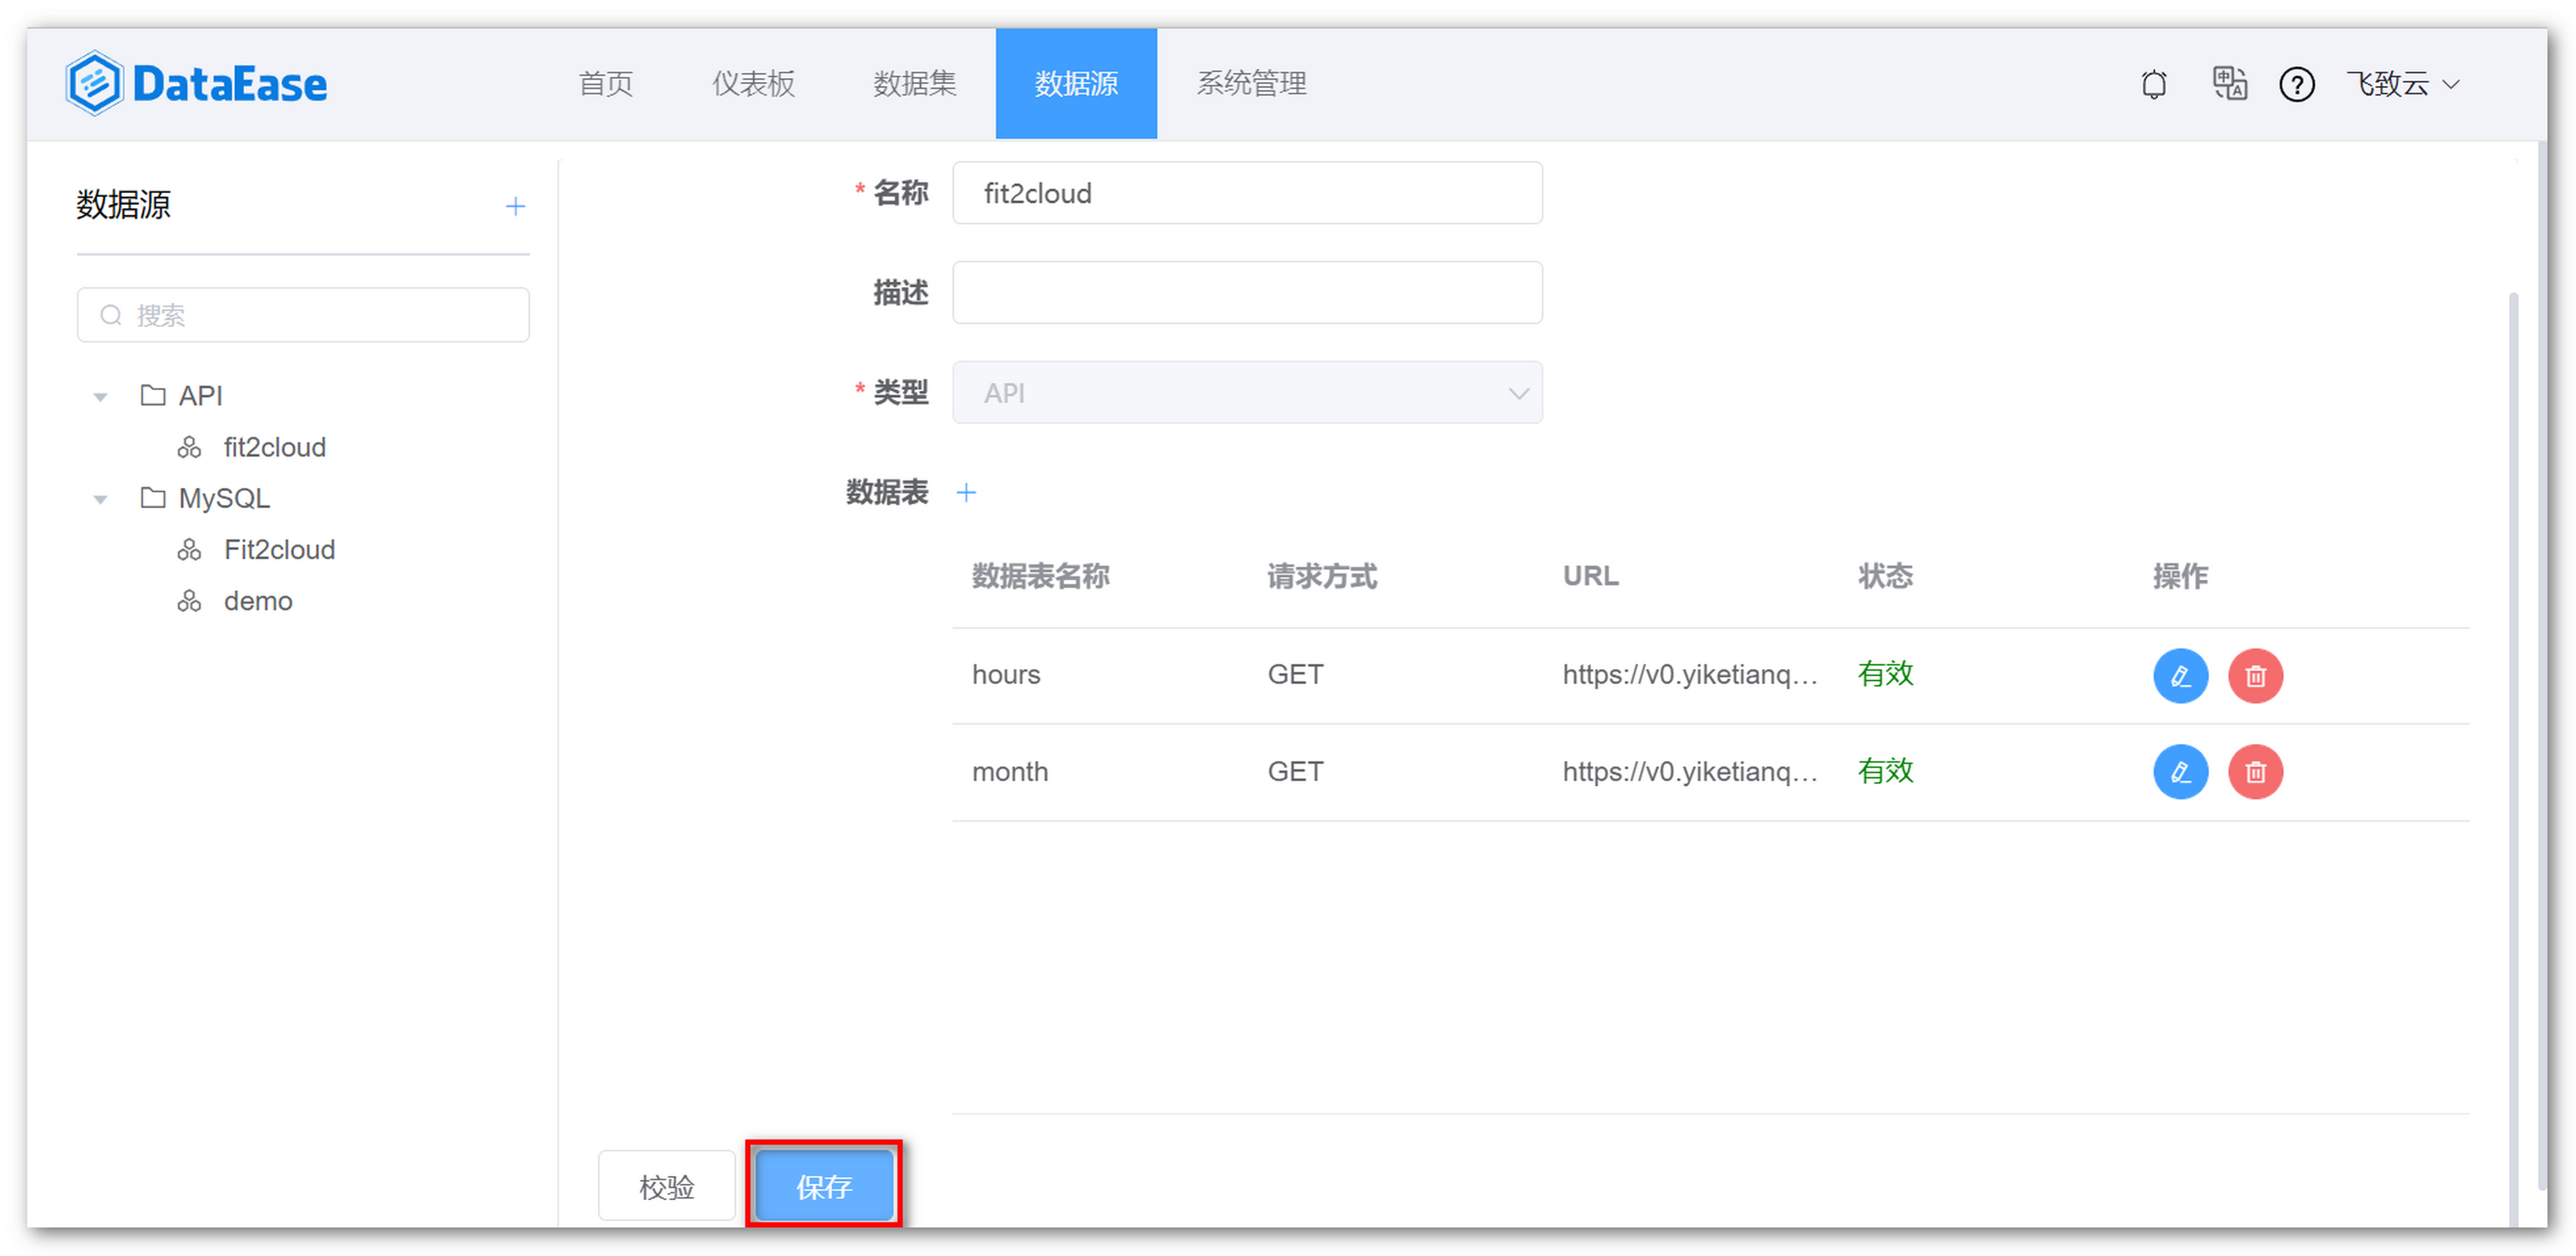 DataEase 首页 仪表板 数据集 数据源 系统管理 飞致云
数据源
搜索
API
fit2cloud
MySQL
Fit2cloud
demo
* 名称 fit2cloud
描述
* 类型 API
数据表
数据表名称 请求方式 URL 状态 操作
hours GET https://v0.yiketianq... 有效
month GET https://v0.yiketianq... 有效
校验 保存